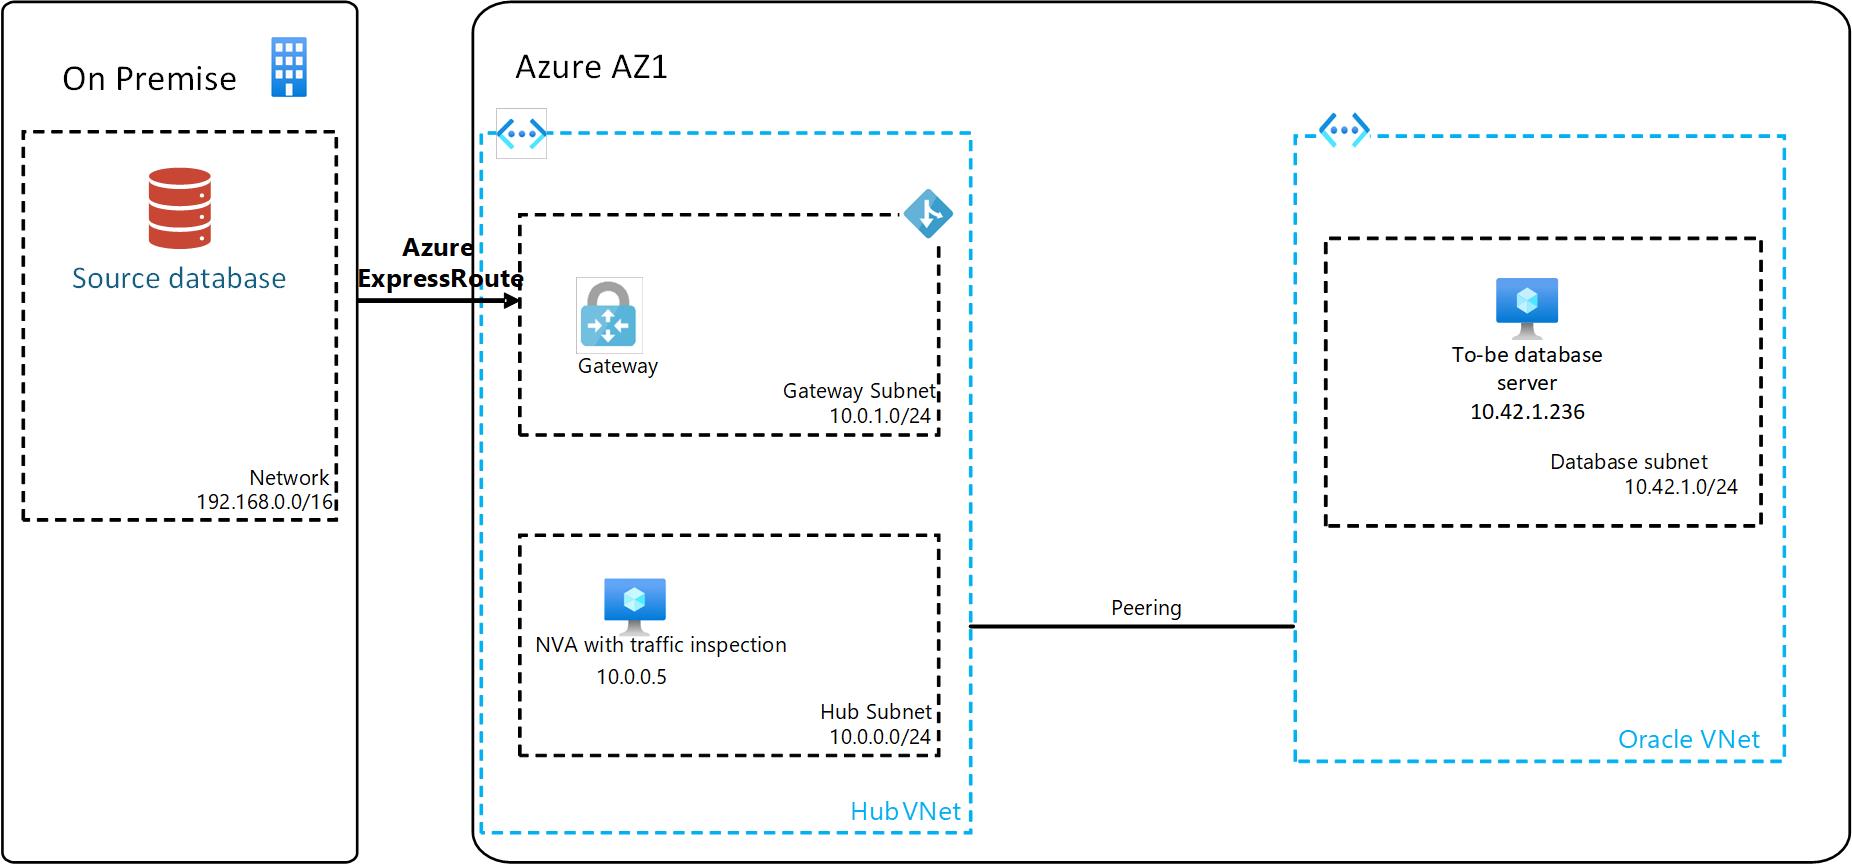 On Premise
Source database
Network
192.168.0.0/16
Azure
ExpressRoute
Azure AZ1
Gateway
Gateway Subnet
10.0.1.0/24
NVA with traffic inspection
10.0.0.5
Hub Subnet
10.0.0.0/24
Hub VNet
Peering
To-be database
server
10.42.1.236
Database subnet
10.42.1.0/24
Oracle VNet